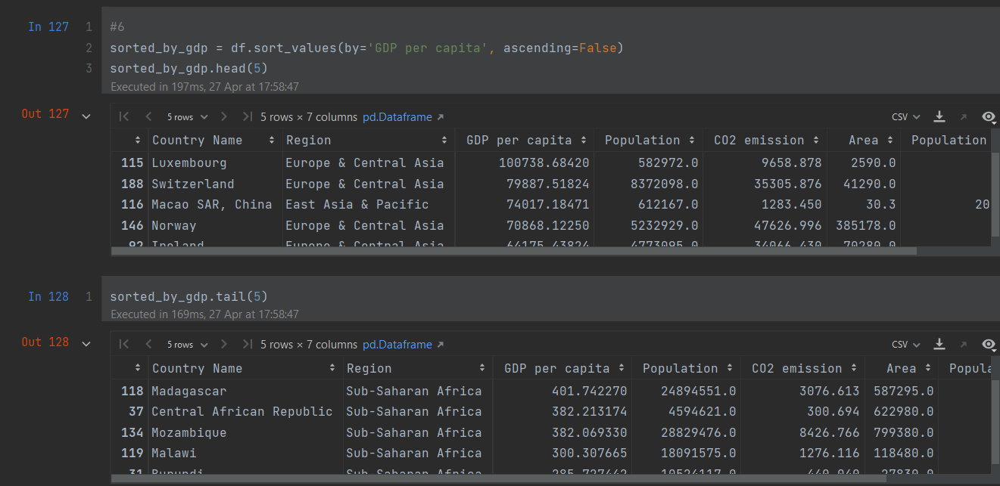 In 127 1 #6
2 sorted_by_gdp = df.sort_values(by='GDP per capita', ascending=False)
3 sorted_by_gdp.head(5)
Executed in 197ms, 27 Apr at 17:58:47
Out 127 5 rows 5 rows × 7 columns pd.Dataframe CSV
Country Name Region GDP per capita Population CO2 emission Area Population
115 Luxembourg Europe & Central Asia 100738.68420 582972.0 9658.878 2590.0
188 Switzerland Europe & Central Asia 79887.51824 8372098.0 35305.876 41290.0
116 Macao SAR, China East Asia & Pacific 74017.18471 612167.0 1283.450 30.3 20
146 Norway Europe & Central Asia 70868.12250 5232929.0 47626.996 385178.0
92 Ireland Europe & Central Asia 64175.43824 4773095.0 34066.430 70280.0
In 128 1 sorted_by_gdp.tail(5)
Executed in 169ms, 27 Apr at 17:58:47
Out 128 5 rows 5 rows × 7 columns pd.Dataframe CSV
Country Name Region GDP per capita Population CO2 emission Area Popula
118 Madagascar Sub-Saharan Africa 401.742270 24894551.0 3076.613 587295.0
37 Central African Republic Sub-Saharan Africa 382.213174 4594621.0 300.694 622980.0
134 Mozambique Sub-Saharan Africa 382.069330 28829476.0 8426.766 799380.0
119 Malawi Sub-Saharan Africa 300.307665 18091575.0 1276.116 118480.0
31 Burundi Sub-Saharan Africa 285.727442 10524117.0 440.040 27830.0